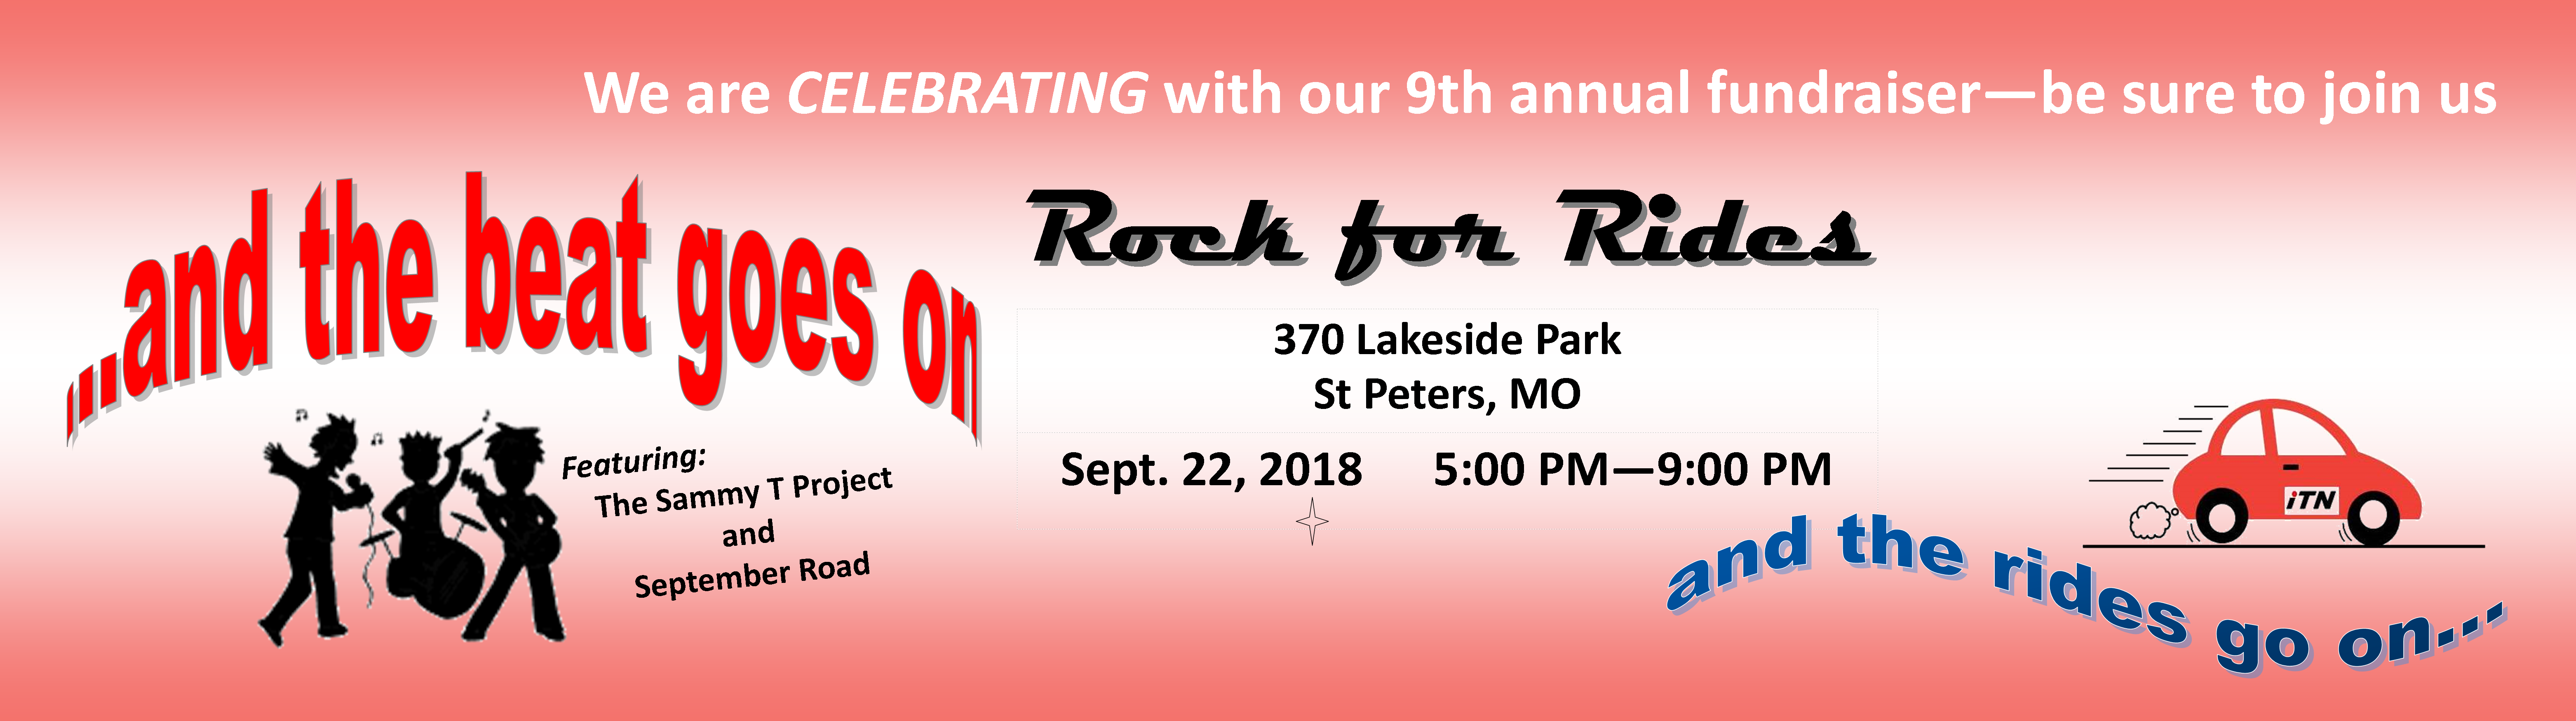 We are CELEBRATING with our 9th annual fundraiser—be sure to join us
...and the beat goes on
Rock for Rides
370 Lakeside Park
St Peters, MO
Sept. 22, 2018 5:00 PM—9:00 PM
Featuring:
The Sammy T Project
and
September Road
iTN
and the rides go on...